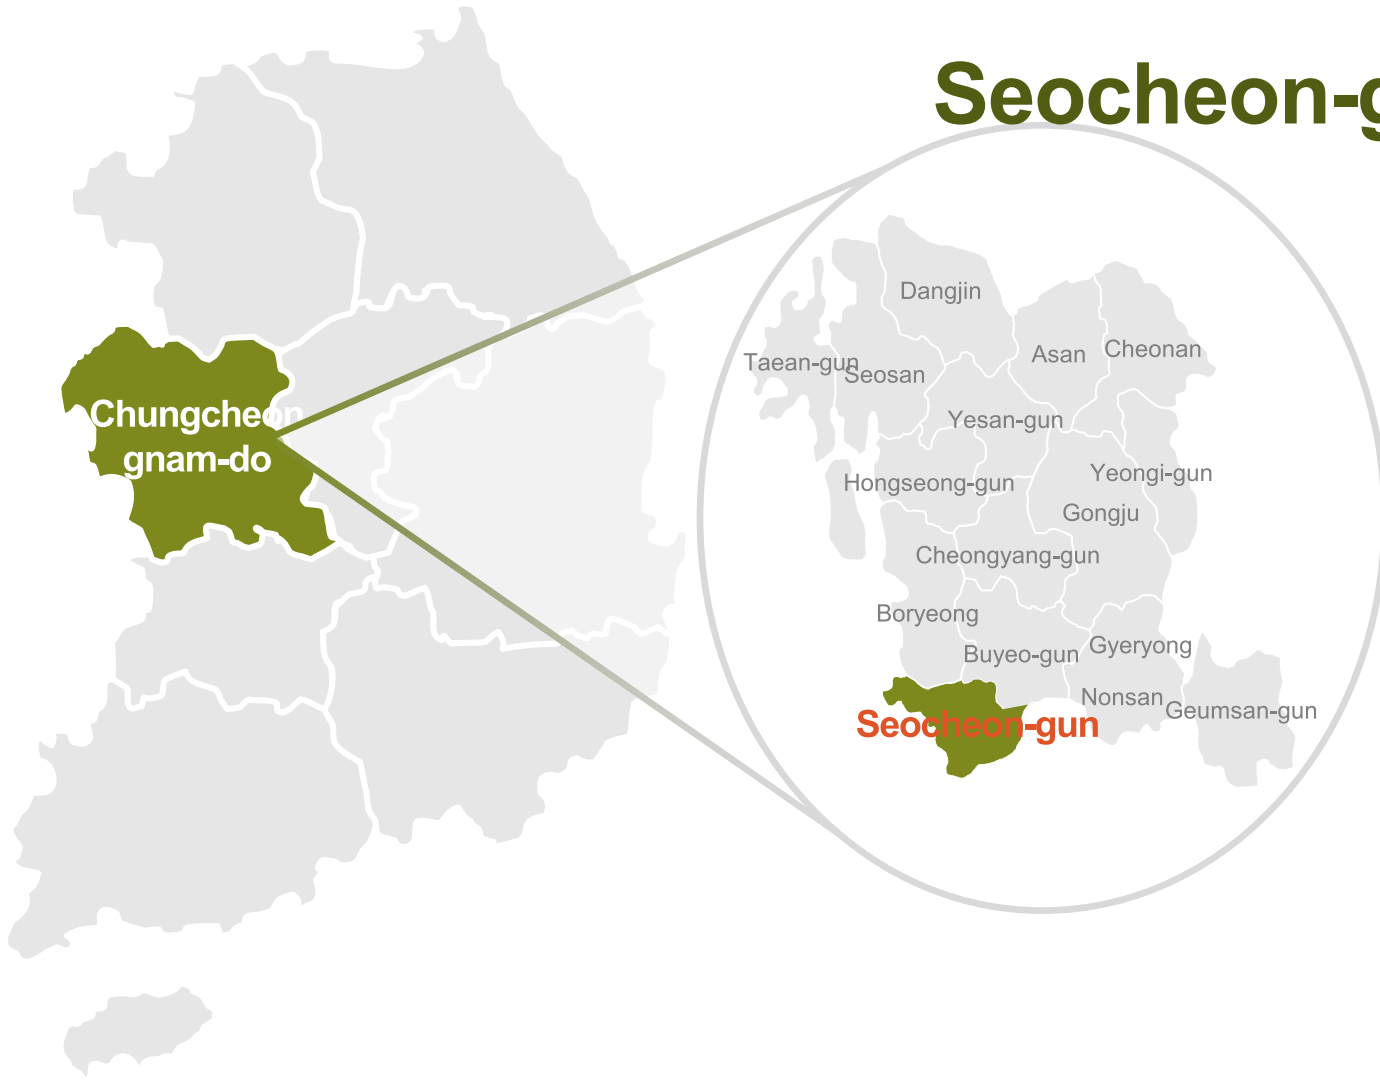 Seocheon-g
Chungcheon
gnam-do
Dangjin
Asan
Cheonan
Taean-gun
Seosan
Yesan-gun
Hongseong-gun
Yeongi-gun
Gongju
Cheongyang-gun
Boryeong
Buyeo-gun
Gyeryong
Nonsan
Geumsan-gun
Seocheon-gun